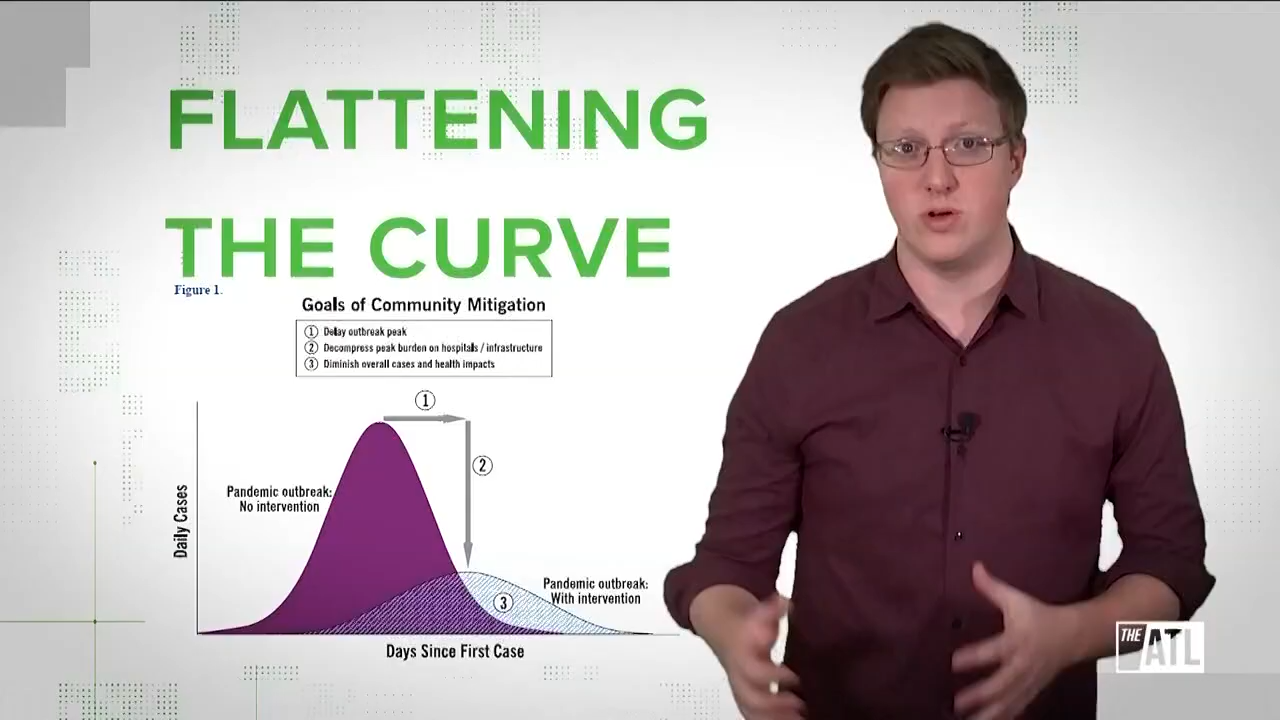 FLATTENING
THE CURVE
Figure 1.
Goals of Community Mitigation
① Delay outbreak peak
② Decompress peak burden on hospitals / infrastructure
③ Diminish overall cases and health impacts
①
②
Pandemic outbreak:
No intervention
Daily Cases
Pandemic outbreak:
With intervention
③
Days Since First Case
THE ATL